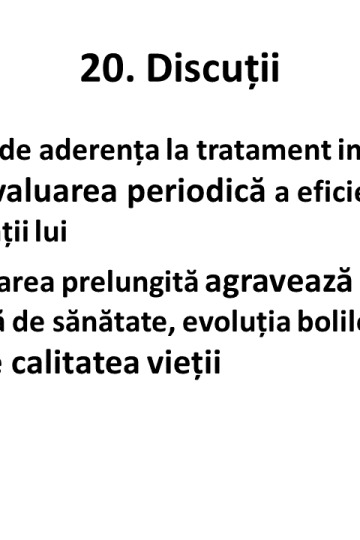 20. Discuții
de aderența la tratament in
valuarea periodică a eficie
ții lui
area prelungită agravează
ă de sănătate, evoluția bolile
calitatea vieții